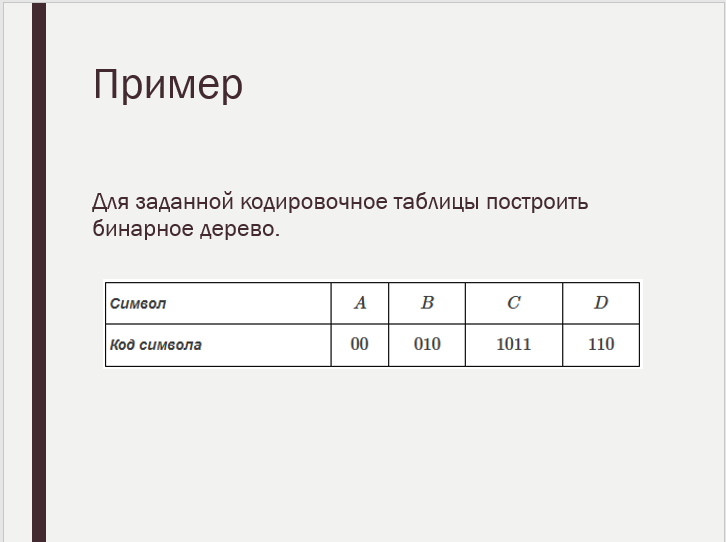 Пример
Для заданной кодировочное таблицы построить
бинарное дерево.
Символ A B C D
Код символа 00 010 1011 110